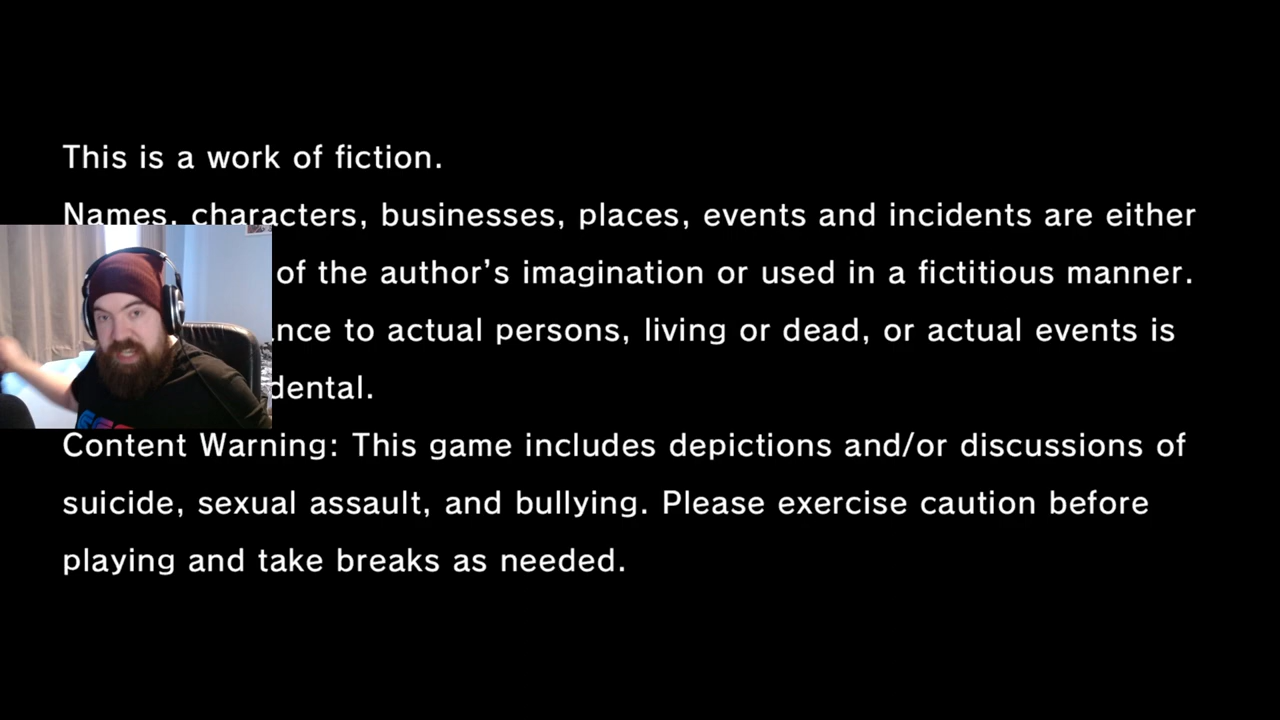 This is a work of fiction.
Names, characters, businesses, places, events and incidents are either
of the author’s imagination or used in a fictitious manner.
to actual persons, living or dead, or actual events is
Content Warning: This game includes depictions and/or discussions of
suicide, sexual assault, and bullying. Please exercise caution before
playing and take breaks as needed.